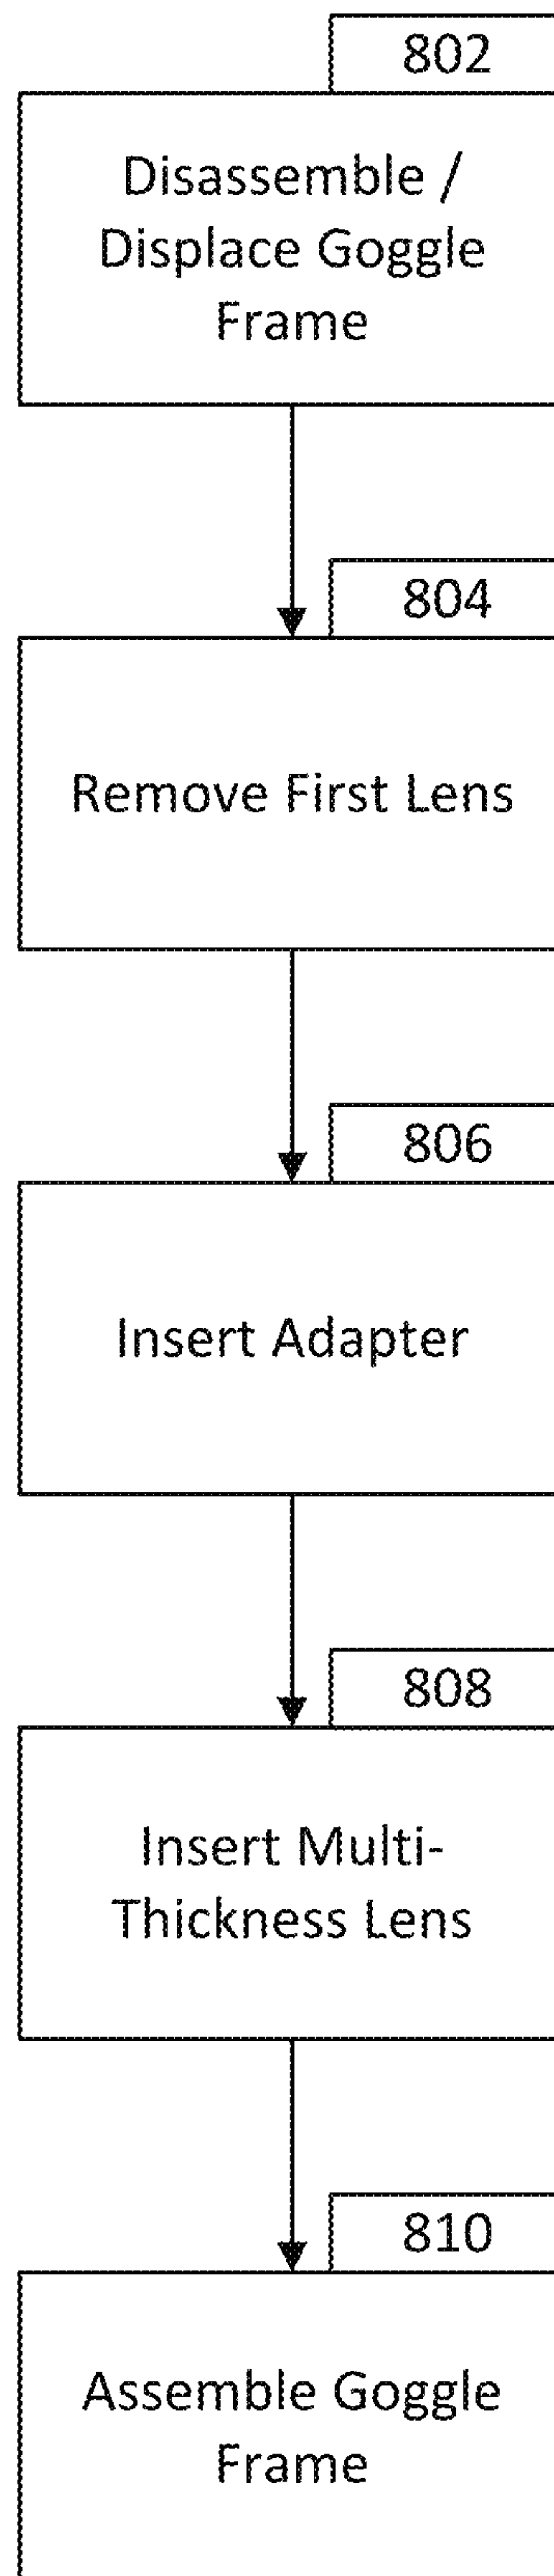 802
Disassemble /
Displace Goggle
Frame
804
Remove First Lens
806
Insert Adapter
808
Insert Multi-
Thickness Lens
810
Assemble Goggle
Frame